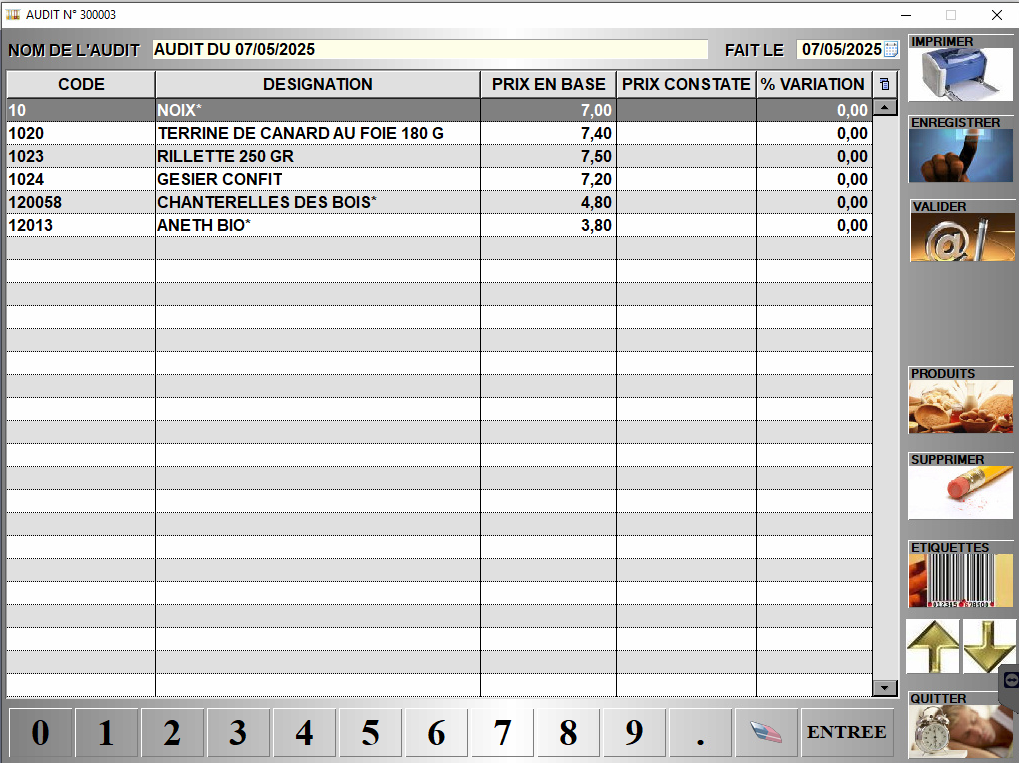 AUDIT N° 300003
NOM DE L'AUDIT AUDIT DU 07/05/2025 FAIT LE 07/05/2025
CODE DESIGNATION PRIX EN BASE PRIX CONSTATE % VARIATION
10 NOIX* 7,00 0,00
1020 TERRINE DE CANARD AU FOIE 180 G 7,40 0,00
1023 RILLETTE 250 GR 7,50 0,00
1024 GESIER CONFIT 7,20 0,00
120058 CHANTERELLES DES BOIS* 4,80 0,00
12013 ANETH BIO* 3,80 0,00
IMPRIMER
ENREGISTRER
VALIDER
@
PRODUITS
SUPPRIMER
ETIQUETTES
QUITTER
0 1 2 3 4 5 6 7 8 9 . ENTREE